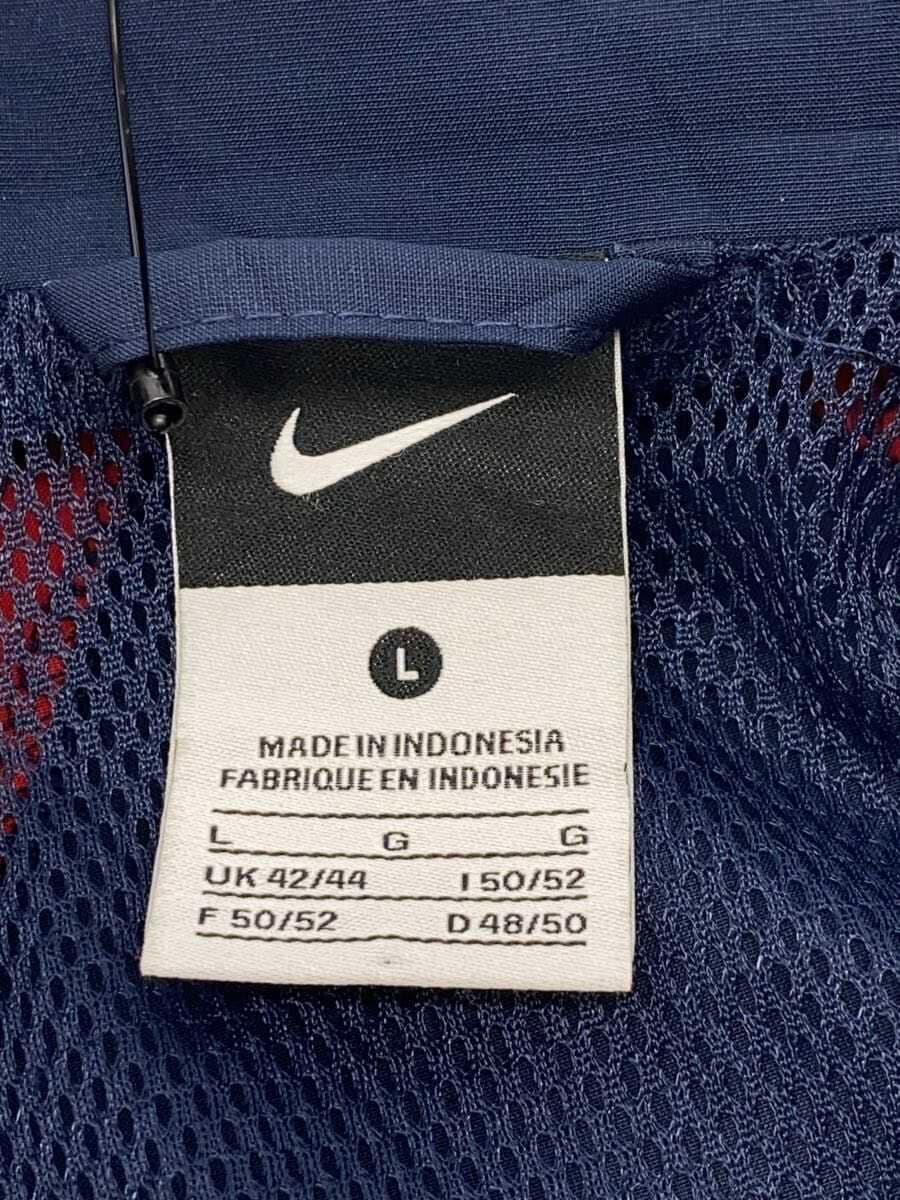 L
MADE IN INDONESIA
FABRIQUE EN INDONESIE
L G G
UK 42/44 I 50/52
F 50/52 D 48/50